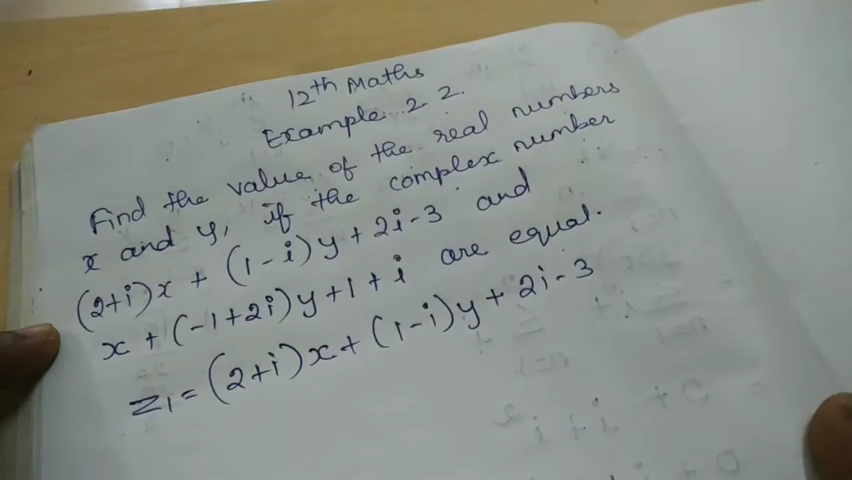 12th Maths
Example 2.2.
Find the value of the real numbers
x and y, if the complex number
(2+i)x + (1-i)y + 2i-3 and
x + (-1+2i)y+1+i are equal.
z1 = (2+i)x+(1-i)y+2i-3